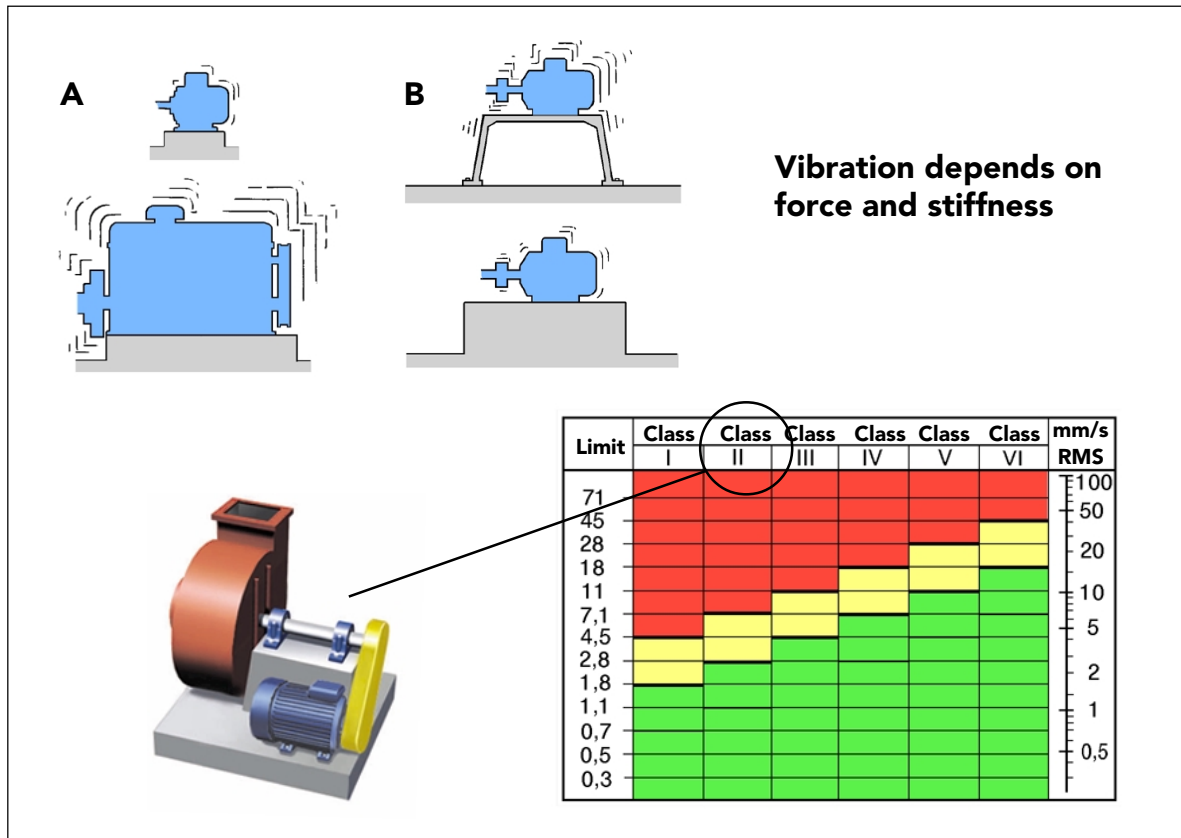 A
B
Vibration depends on
force and stiffness
Limit
Class Class Class Class Class Class
I II III IV V VI
mm/s
RMS
71
45
28
18
11
7,1
4,5
2,8
1,8
1,1
0,7
0,5
0,3
100
50
20
10
5
2
1
0,5